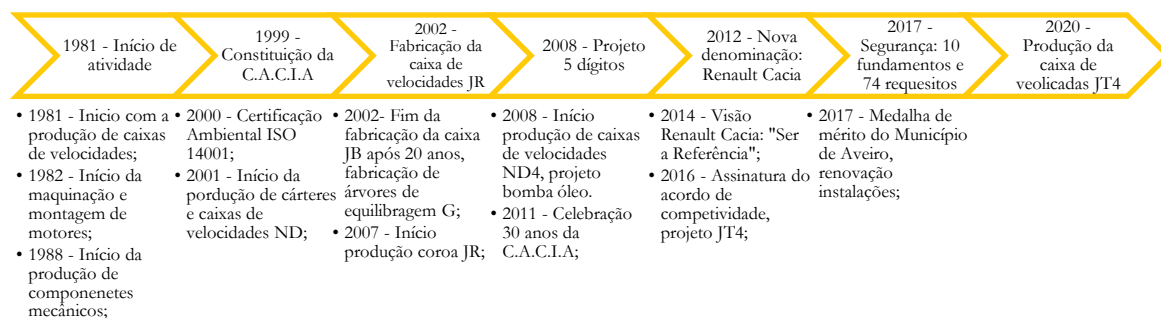 1981 - Início de
atividade
1999 -
Constituição da
C.A.C.I.A
2002 -
Fabricação da
caixa de
velocidades JR
2008 - Projeto
5 dígitos
2012 - Nova
denominação:
Renault Cacia
2017 -
Segurança: 10
fundamentos e
74 requesitos
2020 -
Produção da
caixa de
veolicadas JT4
• 1981 - Inicio com a
produção de caixas
de velocidades;
• 1982 - Início da
maquinação e
montagem de
motores;
• 1988 - Início da
produção de
componenetes
mecânicos;
• 2000 - Certificação
Ambiental ISO
14001;
• 2001 - Início da
pordução de cárteres
e caixas de
velocidades ND;
• 2002- Fim da
fabricação da caixa
JB após 20 anos,
fabricação de
árvores de
equilibragem G;
• 2007 - Início
produção coroa JR;
• 2008 - Início
produção de caixas
de velocidades
ND4, projeto
bomba óleo.
• 2011 - Celebração
30 anos da
C.A.C.I.A;
• 2014 - Visão
Renault Cacia: "Ser
a Referência";
• 2016 - Assinatura do
acordo de
competividade,
projeto JT4;
• 2017 - Medalha de
mérito do Município
de Aveiro,
renovação
instalações;